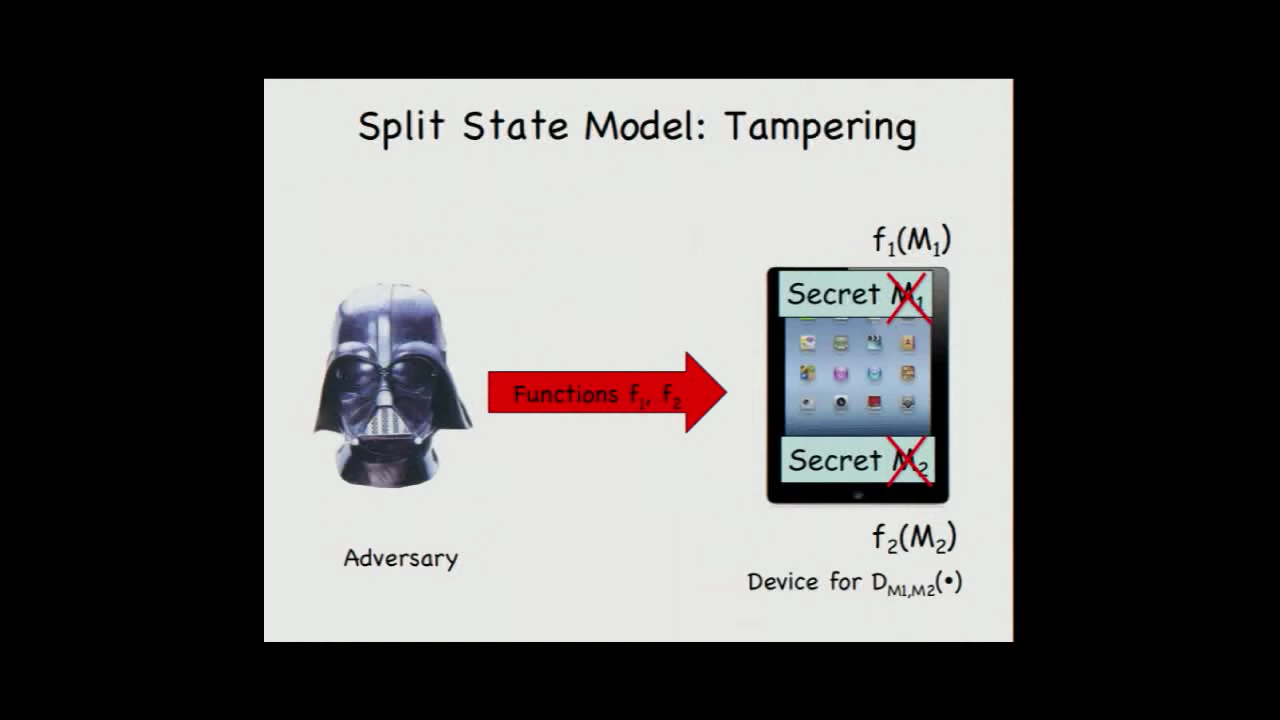 Split State Model: Tampering
f₁(M₁)
Secret M₁
Functions f₁, f₂
Secret M₂
f₂(M₂)
Adversary
Device for D_M1,M2(•)